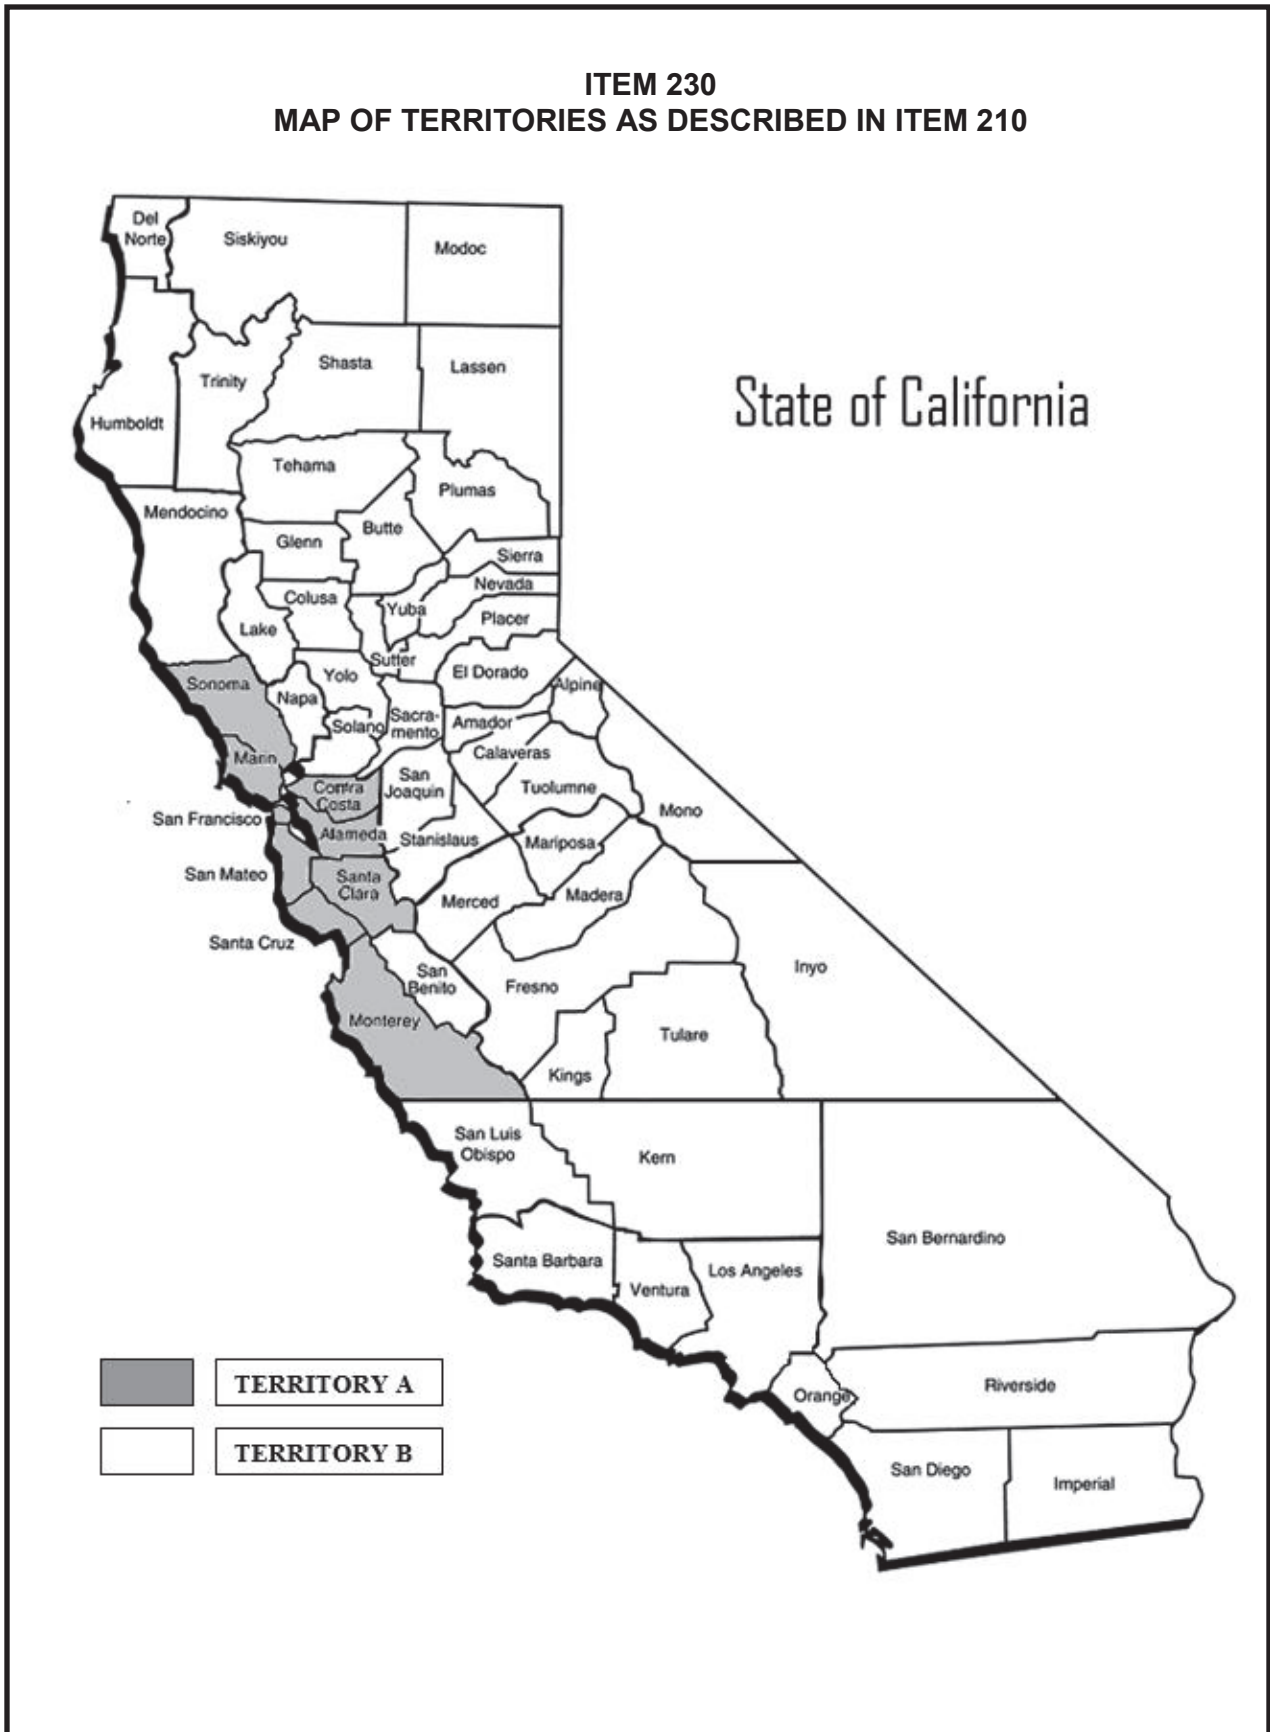 ITEM 230
MAP OF TERRITORIES AS DESCRIBED IN ITEM 210
State of California
Del
Norte
Siskiyou
Modoc
Shasta
Lassen
Trinity
Humboldt
Tehama
Plumas
Mendocino
Butte
Glenn
Sierra
Nevada
Colusa
Yuba
Placer
Lake
Sutter
El Dorado
Yolo
Sonoma
Alpine
Napa
Solano
Sacra-
mento
Amador
Marin
Calaveras
San
Joaquin
Contra
Costa
Tuolumne
Mono
San Francisco
Alameda
Stanislaus
Mariposa
San Mateo
Santa
Clara
Merced
Madera
Santa Cruz
San
Benito
Fresno
Inyo
Monterey
Tulare
Kings
San Luis
Obispo
Kern
San Bernardino
Santa Barbara
Los Angeles
Ventura
Orange
Riverside
San Diego
Imperial
TERRITORY A
TERRITORY B